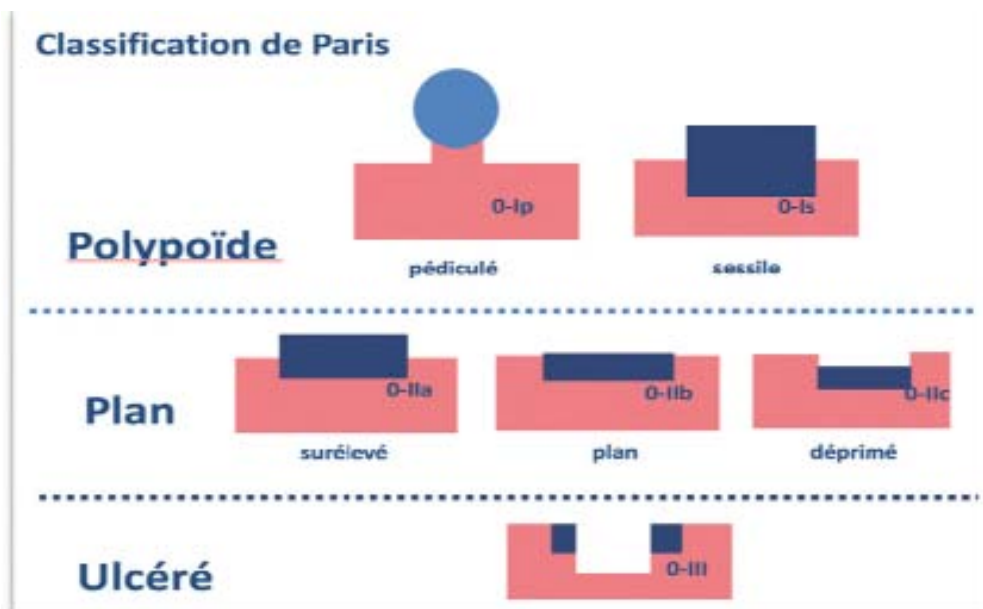 Classification de Paris
0-Ip
0-Is
Polypoïde
pédiculé
sessile
0-IIa
0-IIb
0-IIc
Plan
surélevé
plan
déprimé
0-III
Ulcéré